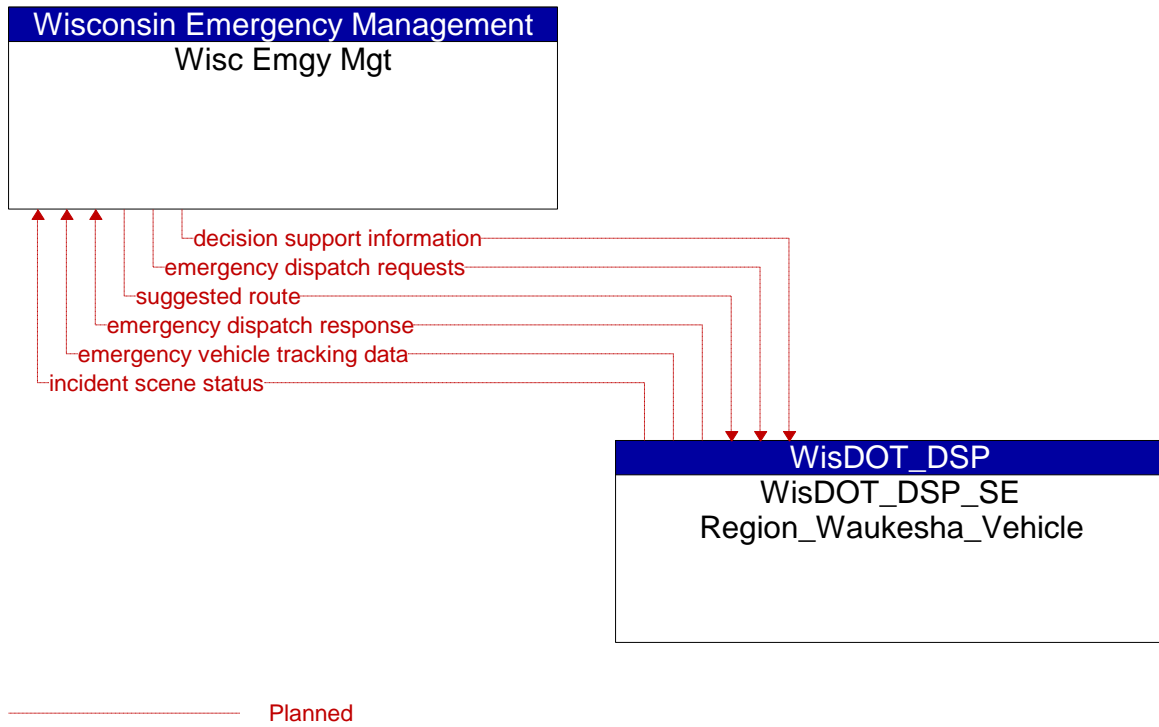 Wisconsin Emergency Management
Wisc Emgy Mgt
decision support information
emergency dispatch requests
suggested route
emergency dispatch response
emergency vehicle tracking data
incident scene status
WisDOT_DSP
WisDOT_DSP_SE
Region_Waukesha_Vehicle
Planned